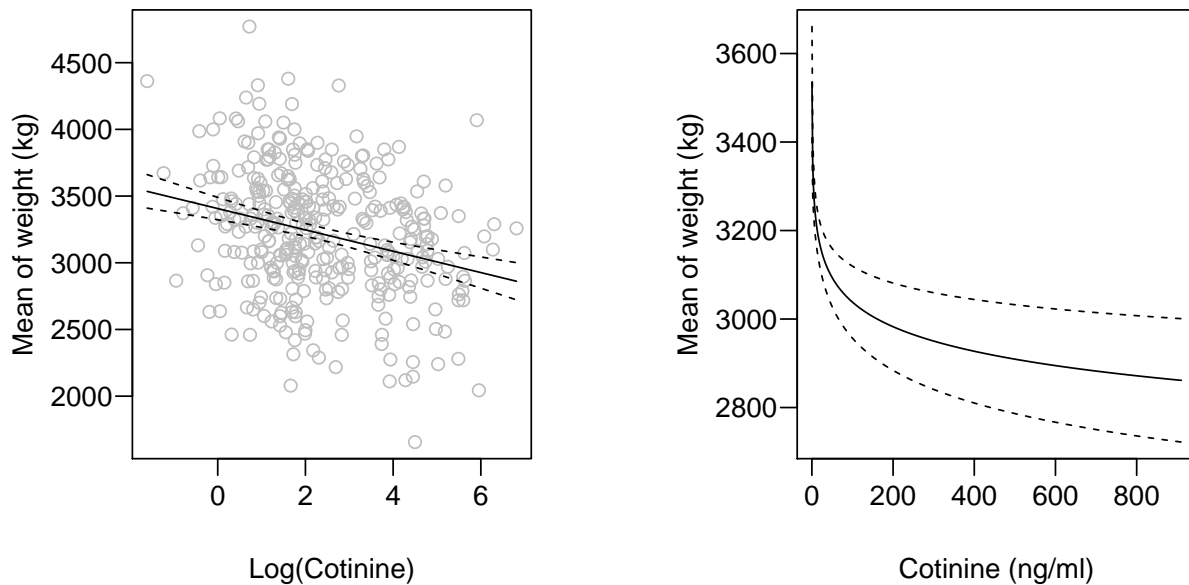 Mean of weight (kg)
4500
4000
3500
3000
2500
2000
0 2 4 6
Log(Cotinine)
Mean of weight (kg)
3600
3400
3200
3000
2800
0 200 400 600 800
Cotinine (ng/ml)